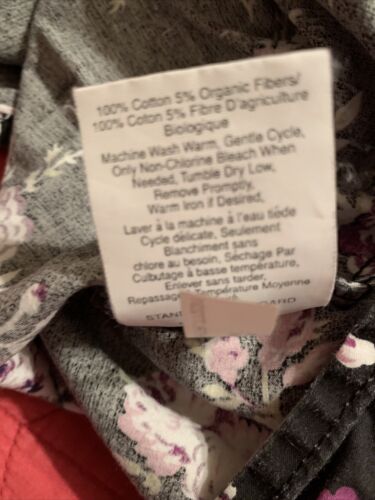 100% Cotton 5% Organic Fibers/
100% Coton 5% Fibre D'agriculture
Biologique
Machine Wash Warm, Gentle Cycle,
Only Non-Chlorine Bleach When
Needed, Tumble Dry Low,
Remove Promptly,
Warm Iron if Desired,
Laver à la machine à l'eau tiède
Cycle délicate, Seulement
Blanchiment sans
chlore au besoin, Séchage Par
Culbutage à basse température,
Enlever sans tarder,
Repassage Température Moyenne